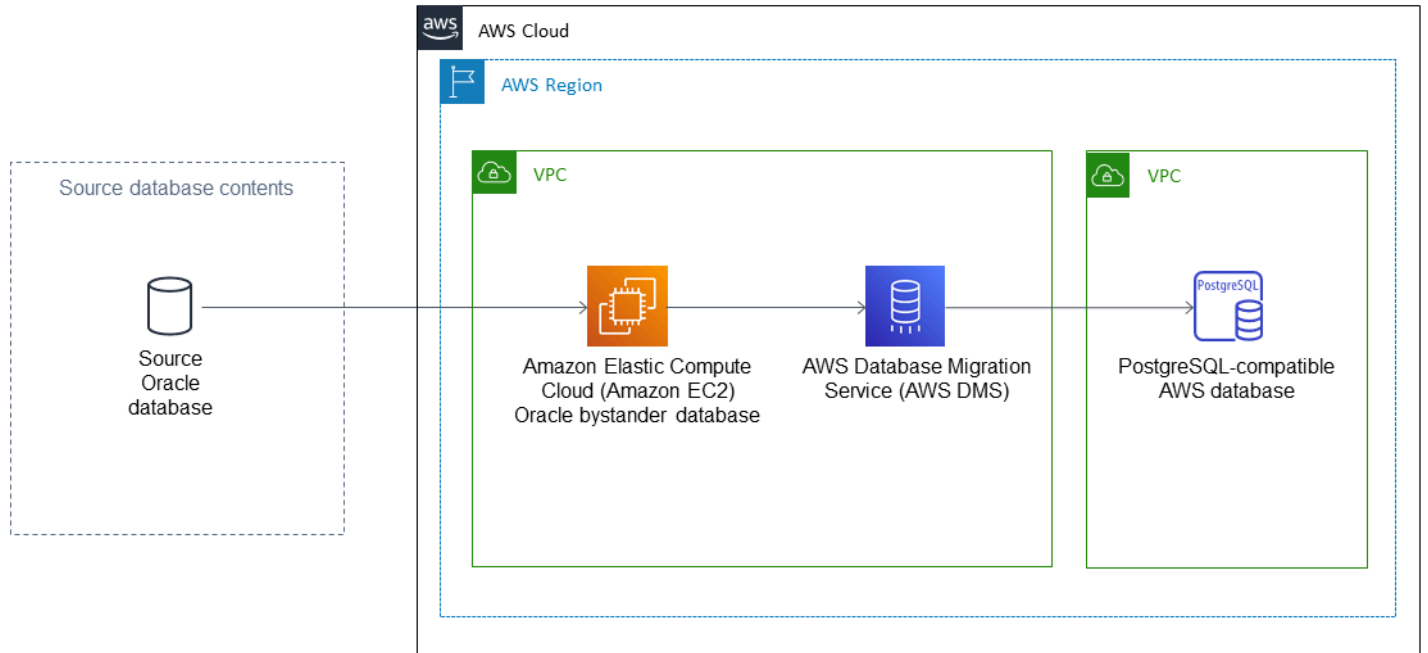 aws
AWS Cloud
AWS Region
Source database contents
VPC
VPC
PostgreSQL
Source
Oracle
database
Amazon Elastic Compute
Cloud (Amazon EC2)
Oracle bystander database
AWS Database Migration
Service (AWS DMS)
PostgreSQL-compatible
AWS database